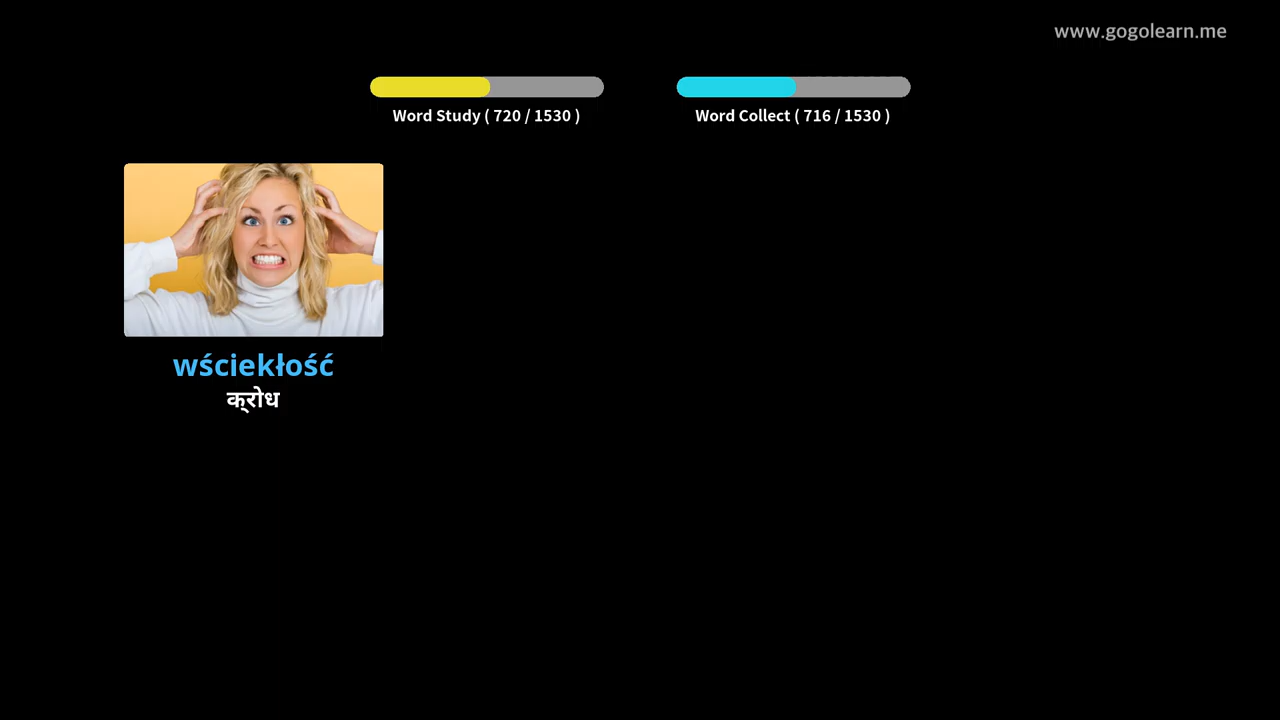 www.gogolearn.me
Word Study ( 720 / 1530 )
Word Collect ( 716 / 1530 )
wściekłość
क्रोध